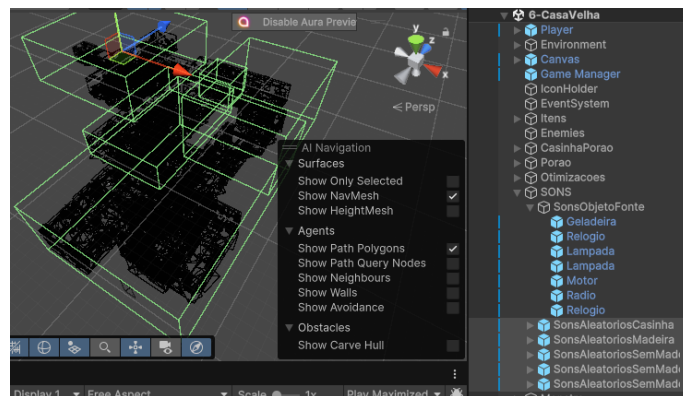 Disable Aura Previe
y
z
x
Persp
AI Navigation
Surfaces
Show Only Selected
Show NavMesh
Show HeightMesh
Agents
Show Path Polygons
Show Path Query Nodes
Show Neighbours
Show Walls
Show Avoidance
Obstacles
Show Carve Hull
Display 1 Free Aspect Scale 1x Play Maximized
6-CasaVelha
Player
Environment
Canvas
Game Manager
IconHolder
EventSystem
Itens
Enemies
CasinhaPorao
Porao
Otimizacoes
SONS
SonsObjetoFonte
Geladeira
Relogio
Lampada
Lampada
Motor
Radio
Relogio
SonsAleatoriosCasinha
SonsAleatoriosMadeira
SonsAleatoriosSemMad
SonsAleatoriosSemMad
SonsAleatoriosSemMad